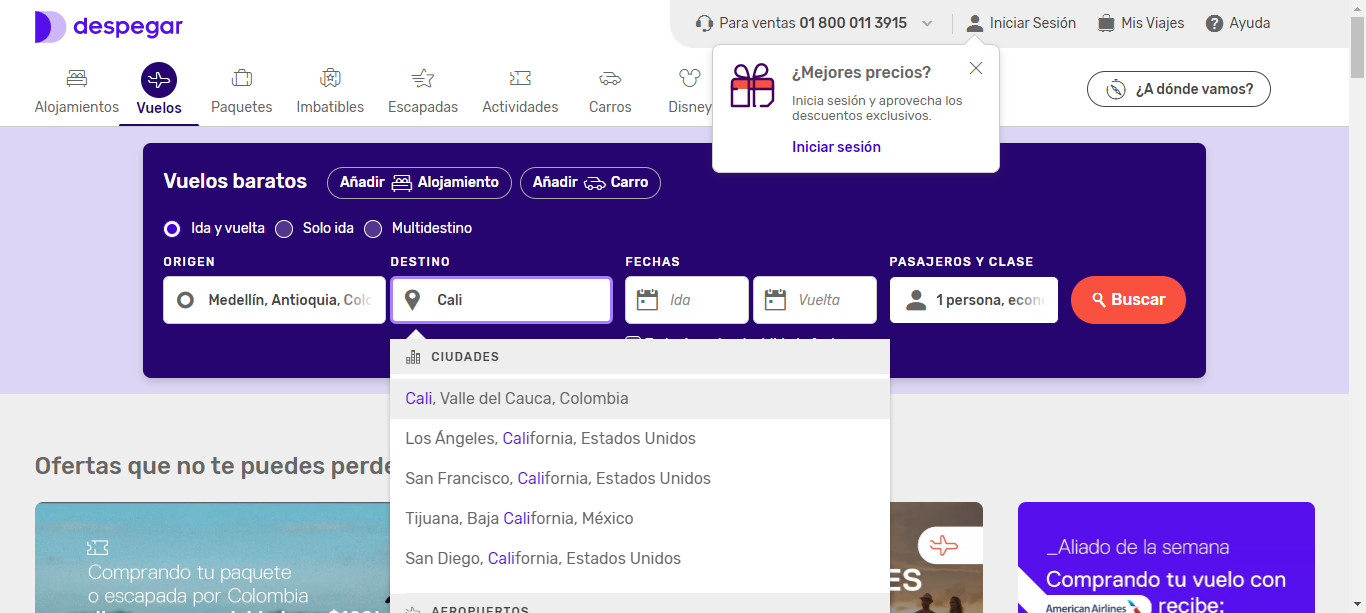 despegar
Para ventas 01 800 011 3915
Iniciar Sesión
Mis Viajes
Ayuda
Alojamientos
Vuelos
Paquetes
Imbatibles
Escapadas
Actividades
Carros
Disney
¿A dónde vamos?
¿Mejores precios?
Inicia sesión y aprovecha los
descuentos exclusivos.
Iniciar sesión
Vuelos baratos
Añadir Alojamiento
Añadir Carro
Ida y vuelta
Solo ida
Multidestino
ORIGEN
DESTINO
FECHAS
PASAJEROS Y CLASE
Medellín, Antioquia, Col
Cali
Ida
Vuelta
1 persona, econ
Buscar
CIUDADES
Cali, Valle del Cauca, Colombia
Los Ángeles, California, Estados Unidos
San Francisco, California, Estados Unidos
Tijuana, Baja California, México
San Diego, California, Estados Unidos
AEROPUERTOS
Ofertas que no te puedes perde
Comprando tu paquete
o escapada por Colombia
ES
_Aliado de la semana
Comprando tu vuelo con
American Airlines recibe: